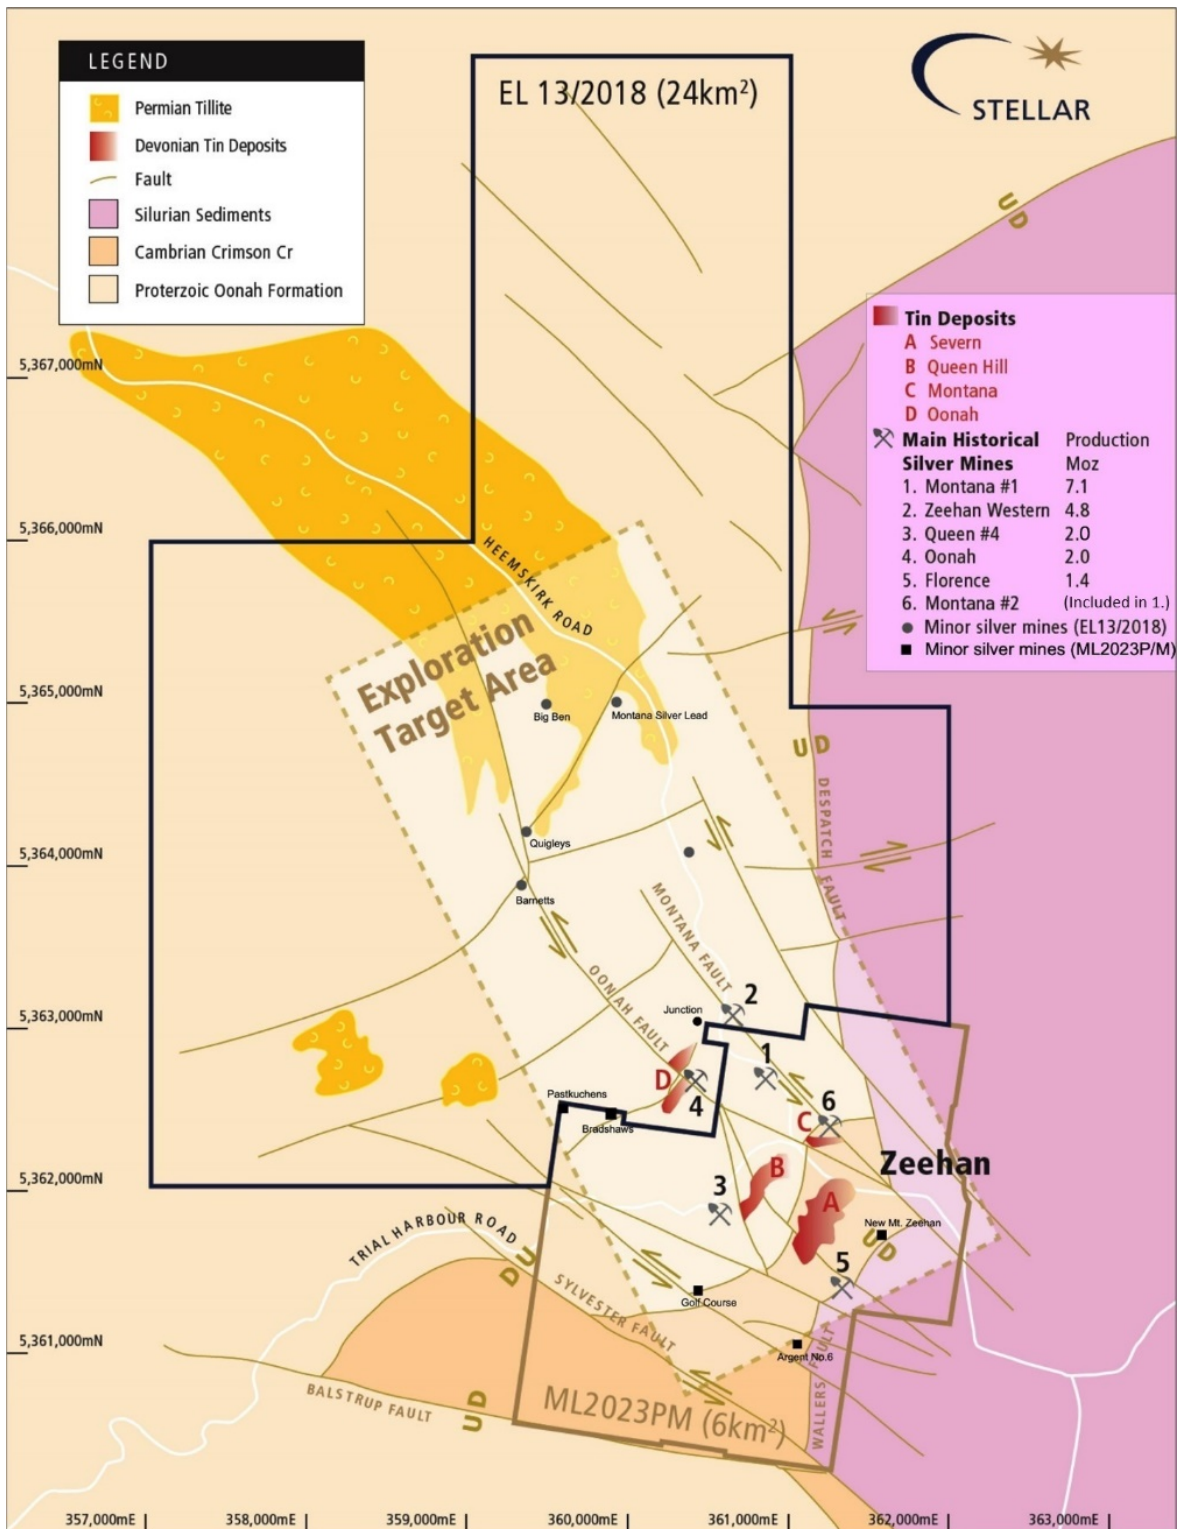 LEGEND
Permian Tillite
Devonian Tin Deposits
Fault
Silurian Sediments
Cambrian Crimson Cr
Proterzoic Oonah Formation
EL 13/2018 (24km²)
STELLAR
U D
Tin Deposits
A Severn
B Queen Hill
C Montana
D Oonah
Main Historical Production
Silver Mines Moz
1. Montana #1 7.1
2. Zeehan Western 4.8
3. Queen #4 2.0
4. Oonah 2.0
5. Florence 1.4
6. Montana #2 (Included in 1.)
Minor silver mines (EL13/2018)
Minor silver mines (ML2023P/M)
5,367,000mN
5,366,000mN
5,365,000mN
5,364,000mN
5,363,000mN
5,362,000mN
5,361,000mN
HEEMSKIRK ROAD
Exploration
Target Area
Big Ben
Montana Silver Lead
U D
DESPATCH FAULT
Quigleys
Barnetts
MONTANA FAULT
OONAH FAULT
Junction
2
1
D
4
6
C
Pastkuchens
Bradshaws
B
Zeehan
3
A
New Mt. Zeehan
U D
5
TRIAL HARBOUR ROAD
D U
SYLVESTER FAULT
Golf Course
Argent No.6
WALLERS FAULT
BALSTRUP FAULT
U D
ML2023PM (6km²)
357,000mE
358,000mE
359,000mE
360,000mE
361,000mE
362,000mE
363,000mE